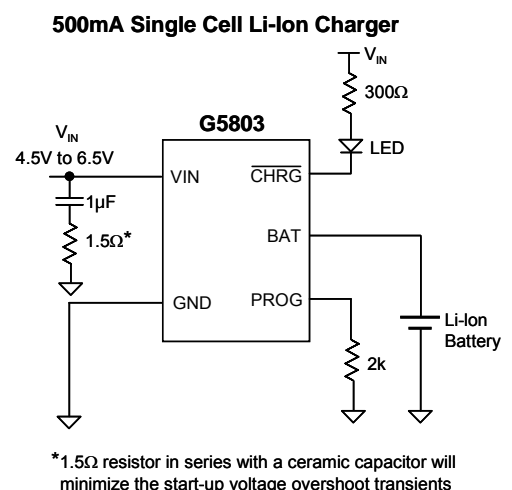 500mA Single Cell Li-Ion Charger
VIN
300Ω
G5803
LED
VIN
4.5V to 6.5V
VIN
CHRG
1µF
1.5Ω*
BAT
GND
PROG
Li-Ion
Battery
2k
*1.5Ω resistor in series with a ceramic capacitor will
minimize the start-up voltage overshoot transients